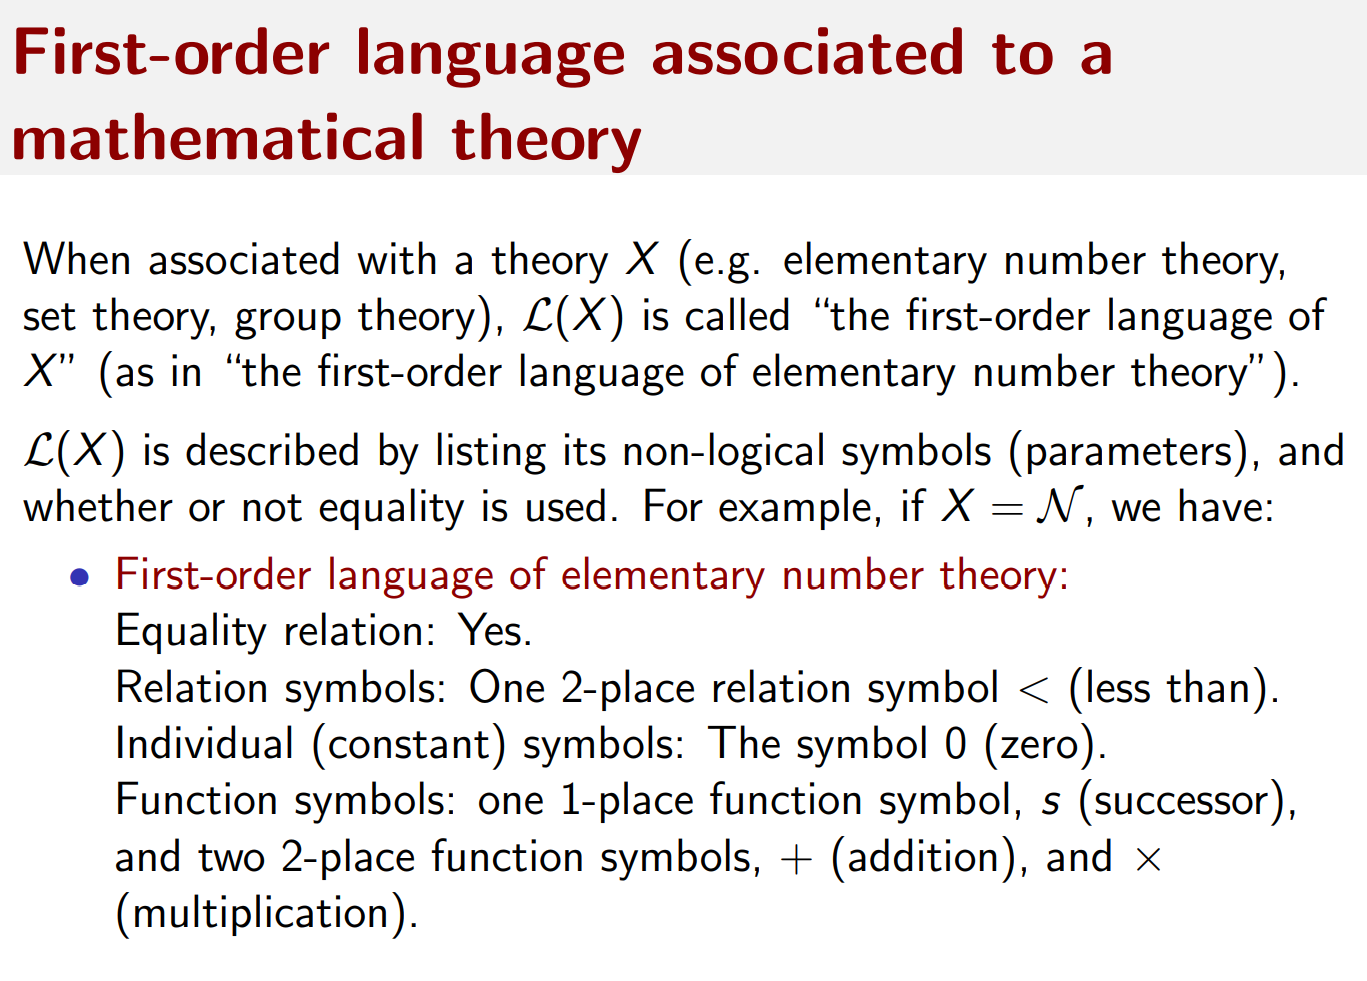 First-order language associated to a
mathematical theory
When associated with a theory X (e.g. elementary number theory,
set theory, group theory), ℒ(X) is called “the first-order language of
X” (as in “the first-order language of elementary number theory”).
ℒ(X) is described by listing its non-logical symbols (parameters), and
whether or not equality is used. For example, if X = 𝒩, we have:
• First-order language of elementary number theory:
Equality relation: Yes.
Relation symbols: One 2-place relation symbol < (less than).
Individual (constant) symbols: The symbol 0 (zero).
Function symbols: one 1-place function symbol, s (successor),
and two 2-place function symbols, + (addition), and ×
(multiplication).